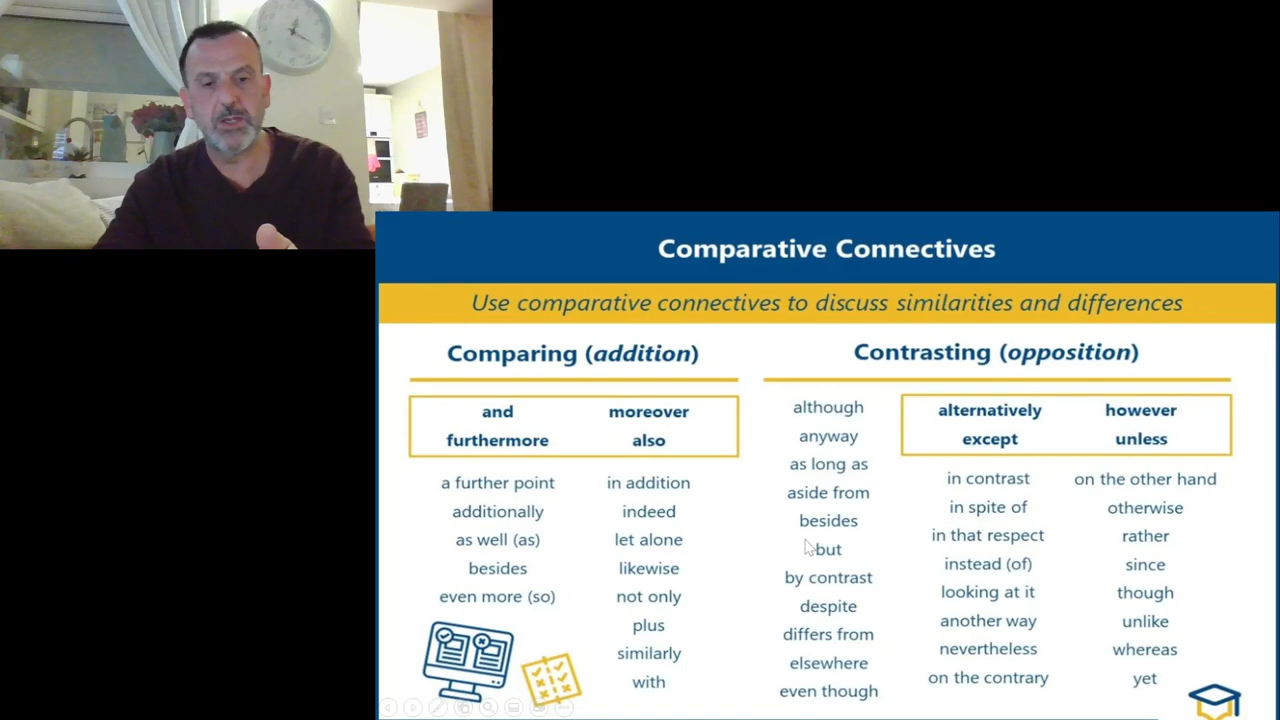 Comparative Connectives
Use comparative connectives to discuss similarities and differences
Comparing (addition)
and
furthermore
moreover
also
a further point
additionally
as well (as)
besides
even more (so)
in addition
indeed
let alone
likewise
not only
plus
similarly
with
Contrasting (opposition)
although
anyway
as long as
aside from
besides
but
by contrast
despite
differs from
elsewhere
even though
alternatively
except
however
unless
in contrast
in spite of
in that respect
instead (of)
looking at it
another way
nevertheless
on the contrary
on the other hand
otherwise
rather
since
though
unlike
whereas
yet